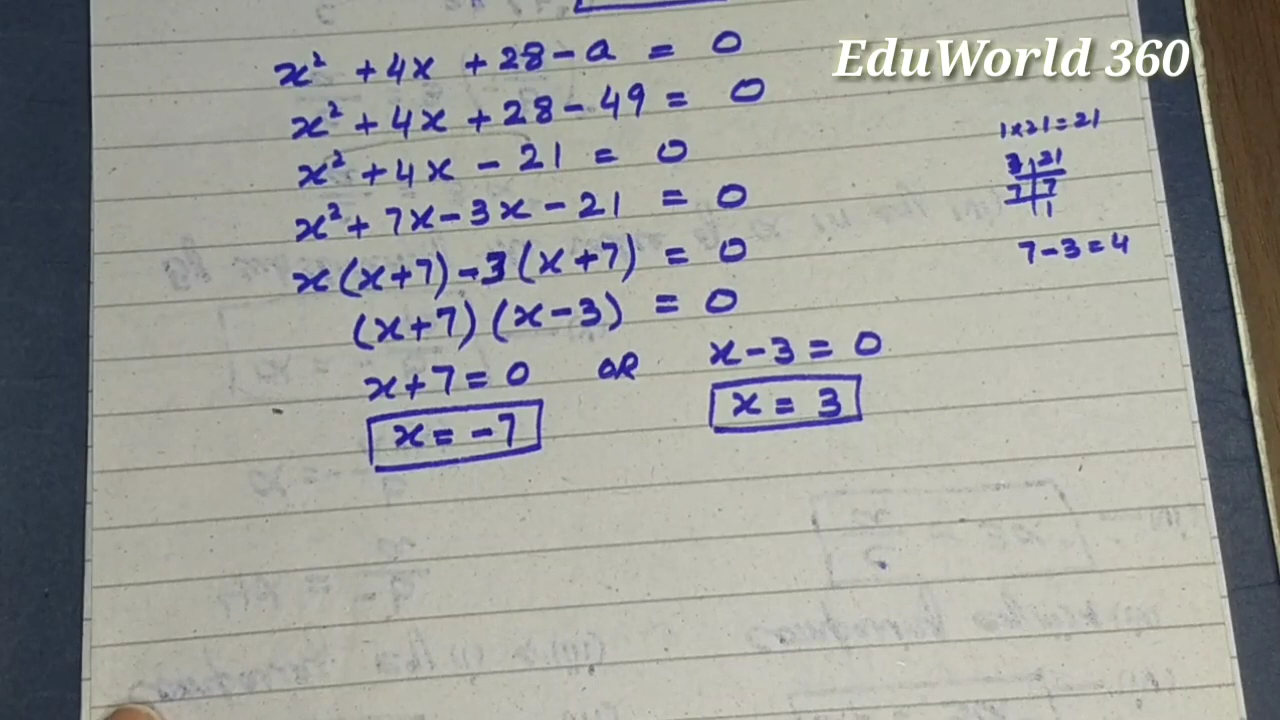 x² + 4x + 28 - a = 0
EduWorld 360
x² + 4x + 28 - 49 = 0
x² + 4x - 21 = 0
x² + 7x - 3x - 21 = 0
x(x+7) - 3(x+7) = 0
(x+7) (x-3) = 0
x+7 = 0 OR x-3 = 0
x = -7 x = 3
1x21=21
3 21
7 7
1
7-3=4